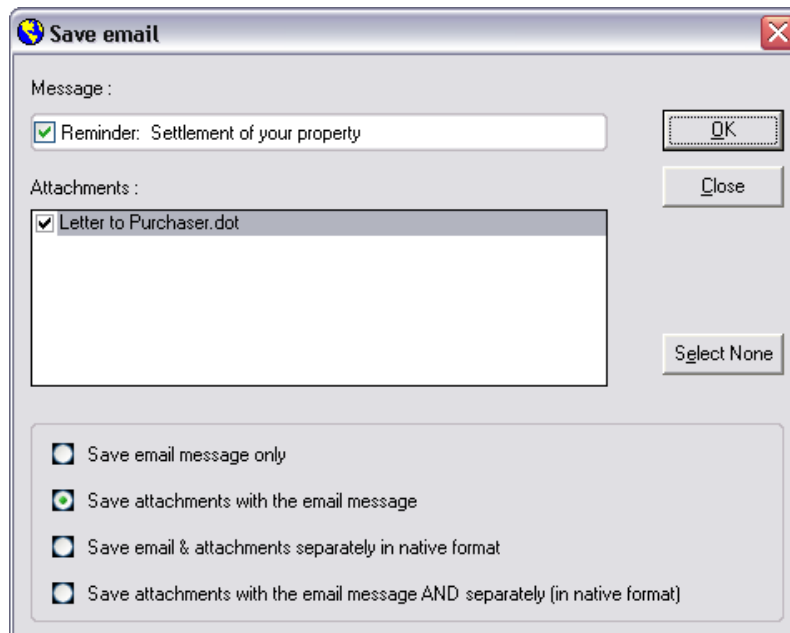 Save email
Message :
Reminder: Settlement of your property
OK
Attachments :
Close
Letter to Purchaser.dot
Select None
Save email message only
Save attachments with the email message
Save email & attachments separately in native format
Save attachments with the email message AND separately (in native format)